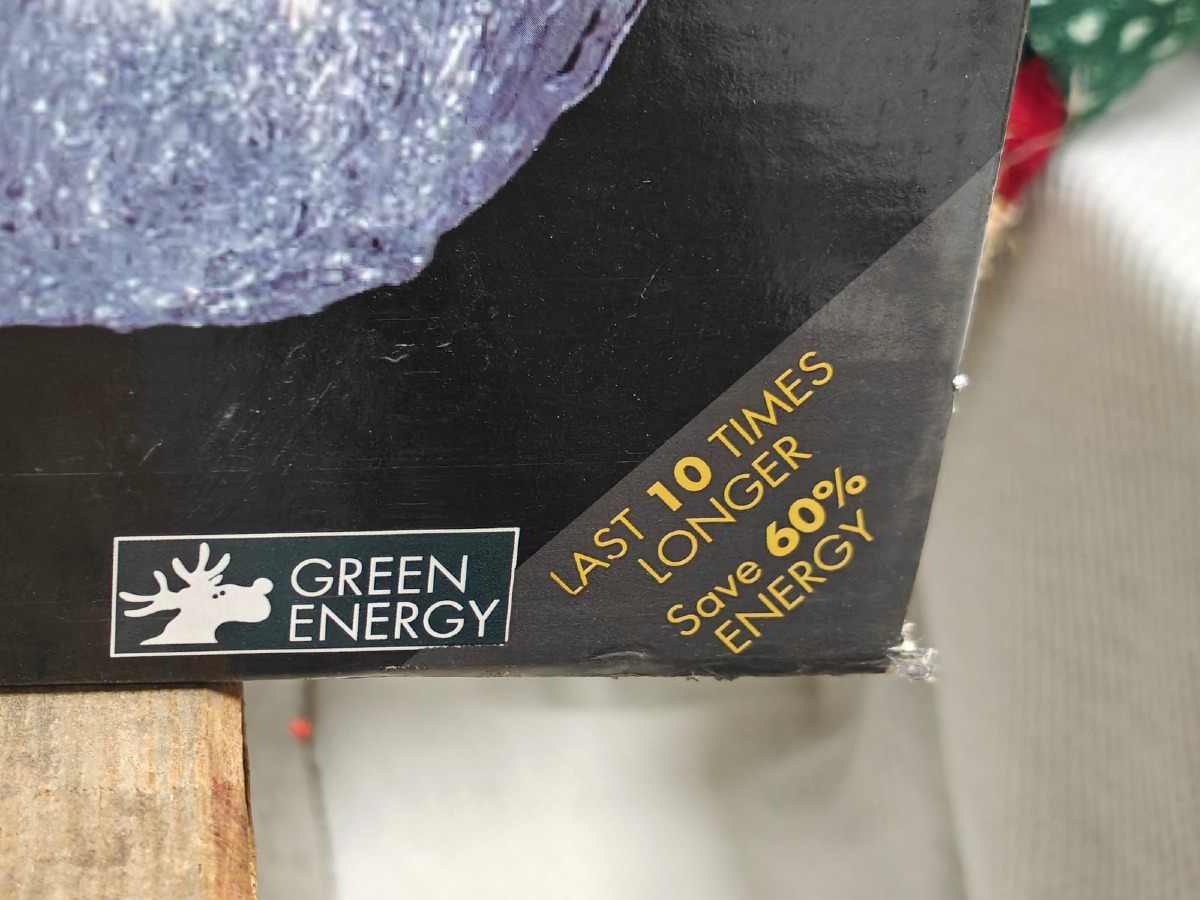 GREEN
ENERGY
LAST 10 TIMES
LONGER
Save 60%
ENERGY